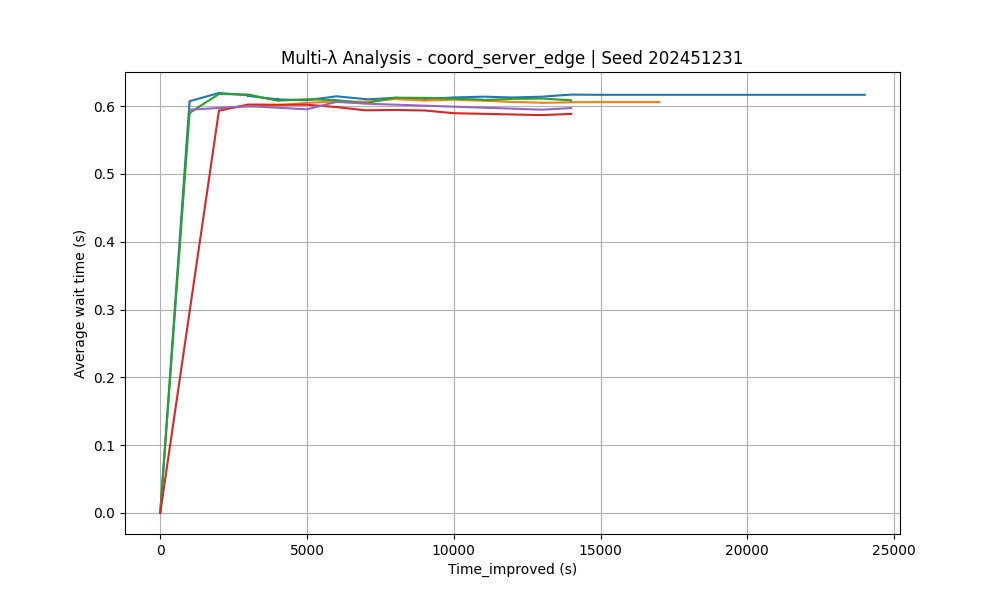 Multi-λ Analysis - coord_server_edge | Seed 202451231
Average wait time (s)
0.6
0.5
0.4
0.3
0.2
0.1
0.0
0 5000 10000 15000 20000 25000
Time_improved (s)